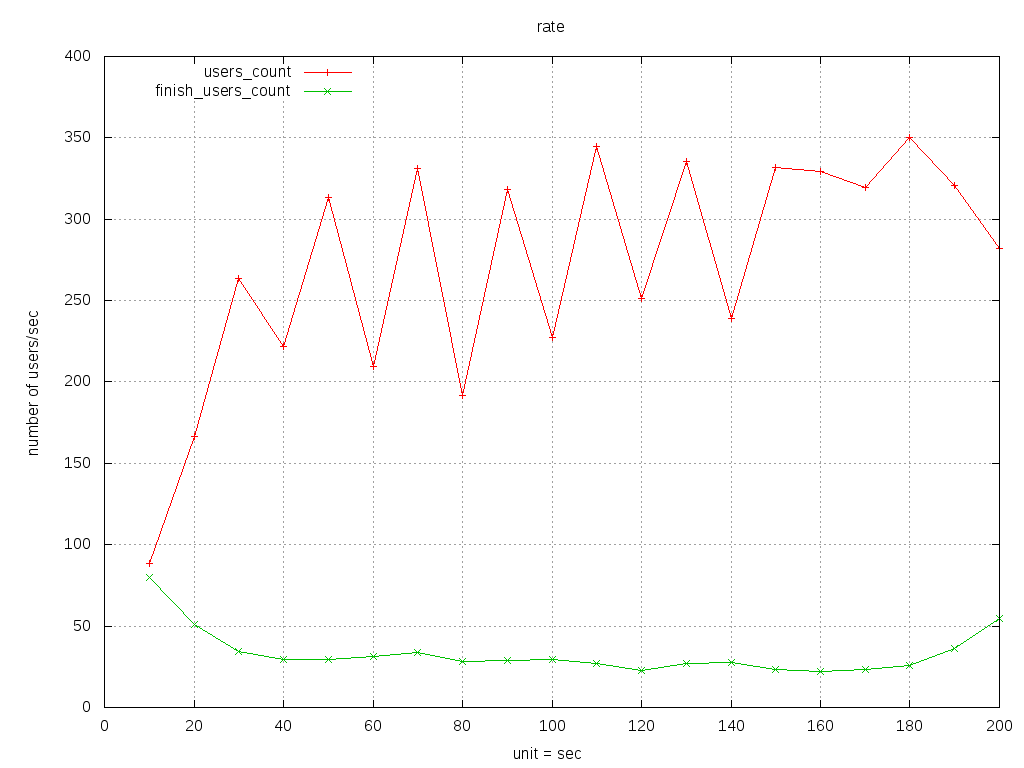 rate
users_count
finish_users_count
400
350
300
250
200
150
100
50
0
number of users/sec
0 20 40 60 80 100 120 140 160 180 200
unit = sec